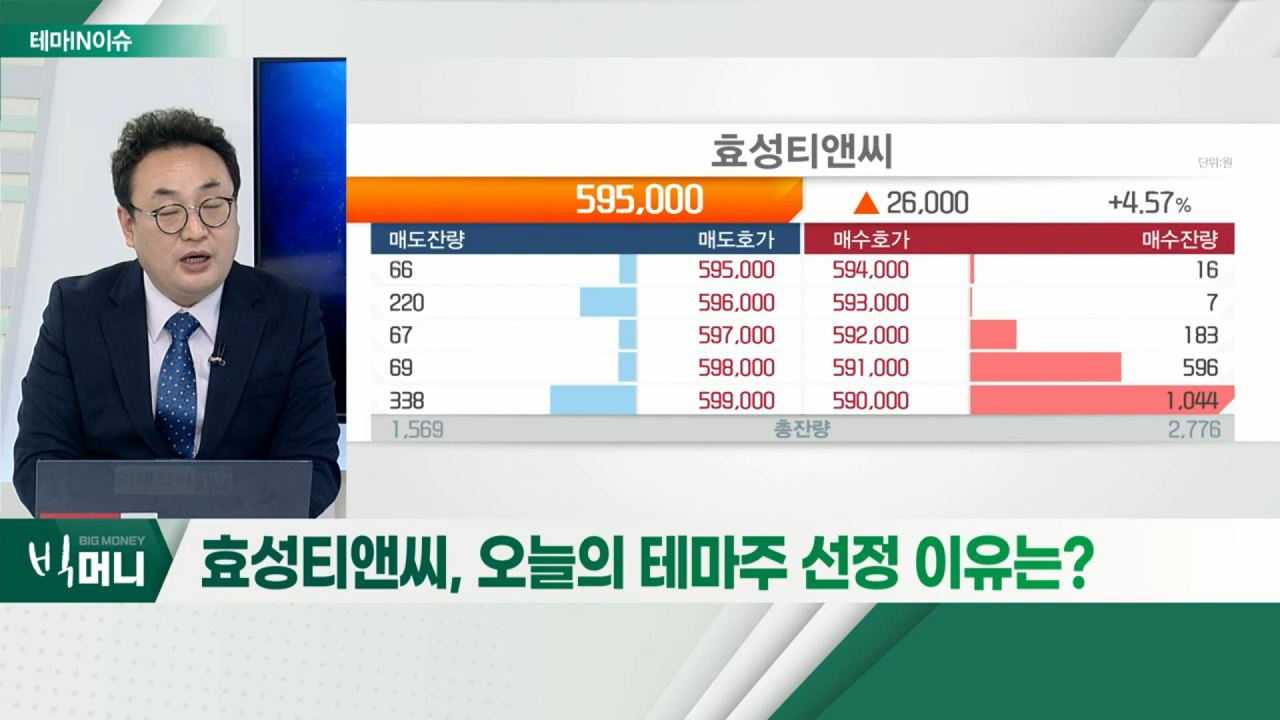 테마IN이슈
효성티앤씨
단위:원
595,000 ▲ 26,000 +4.57%
매도잔량 매도호가 매수호가 매수잔량
66 595,000 594,000 16
220 596,000 593,000 7
67 597,000 592,000 183
69 598,000 591,000 596
338 599,000 590,000 1,044
1,569 총잔량 2,776
BIG MONEY
빅머니
효성티앤씨, 오늘의 테마주 선정 이유는?